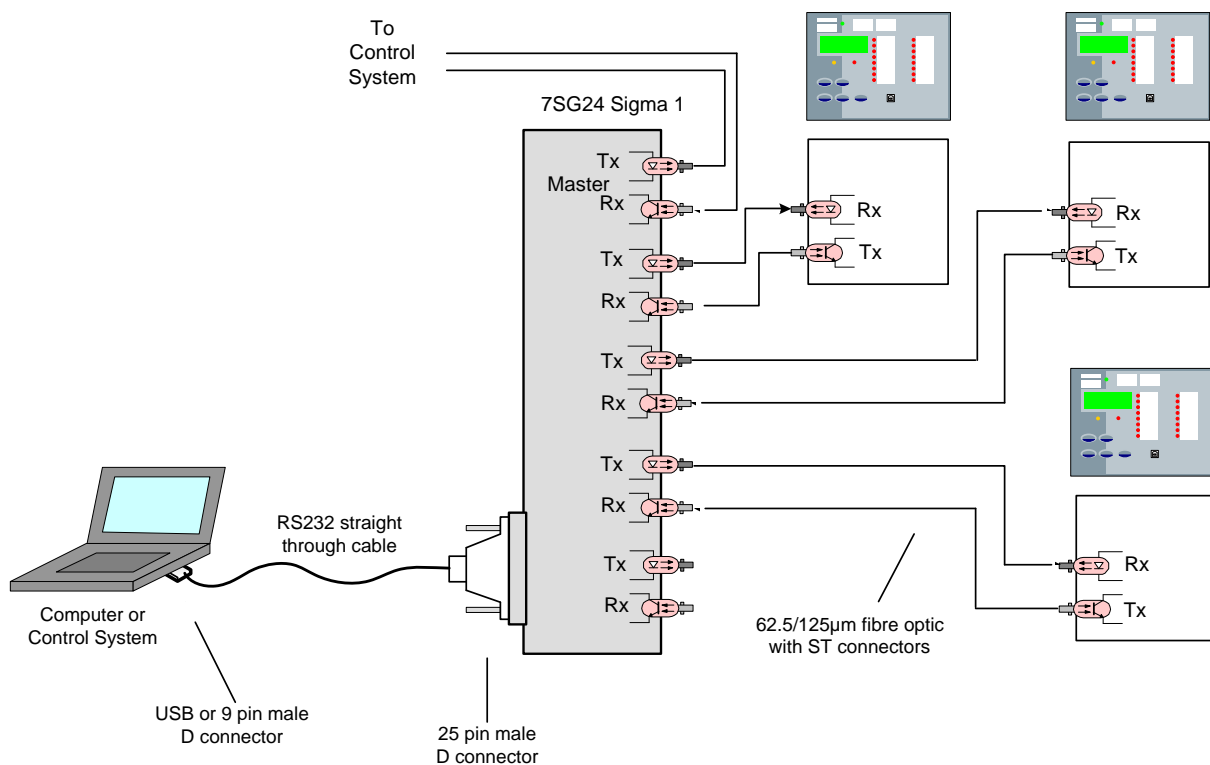 To
Control
System
7SG24 Sigma 1
Tx
Master
Rx
Tx
Rx
Tx
Rx
Tx
Rx
Tx
Rx
Rx
Tx
Rx
Tx
Rx
Tx
RS232 straight
through cable
Computer or
Control System
USB or 9 pin male
D connector
25 pin male
D connector
62.5/125µm fibre optic
with ST connectors